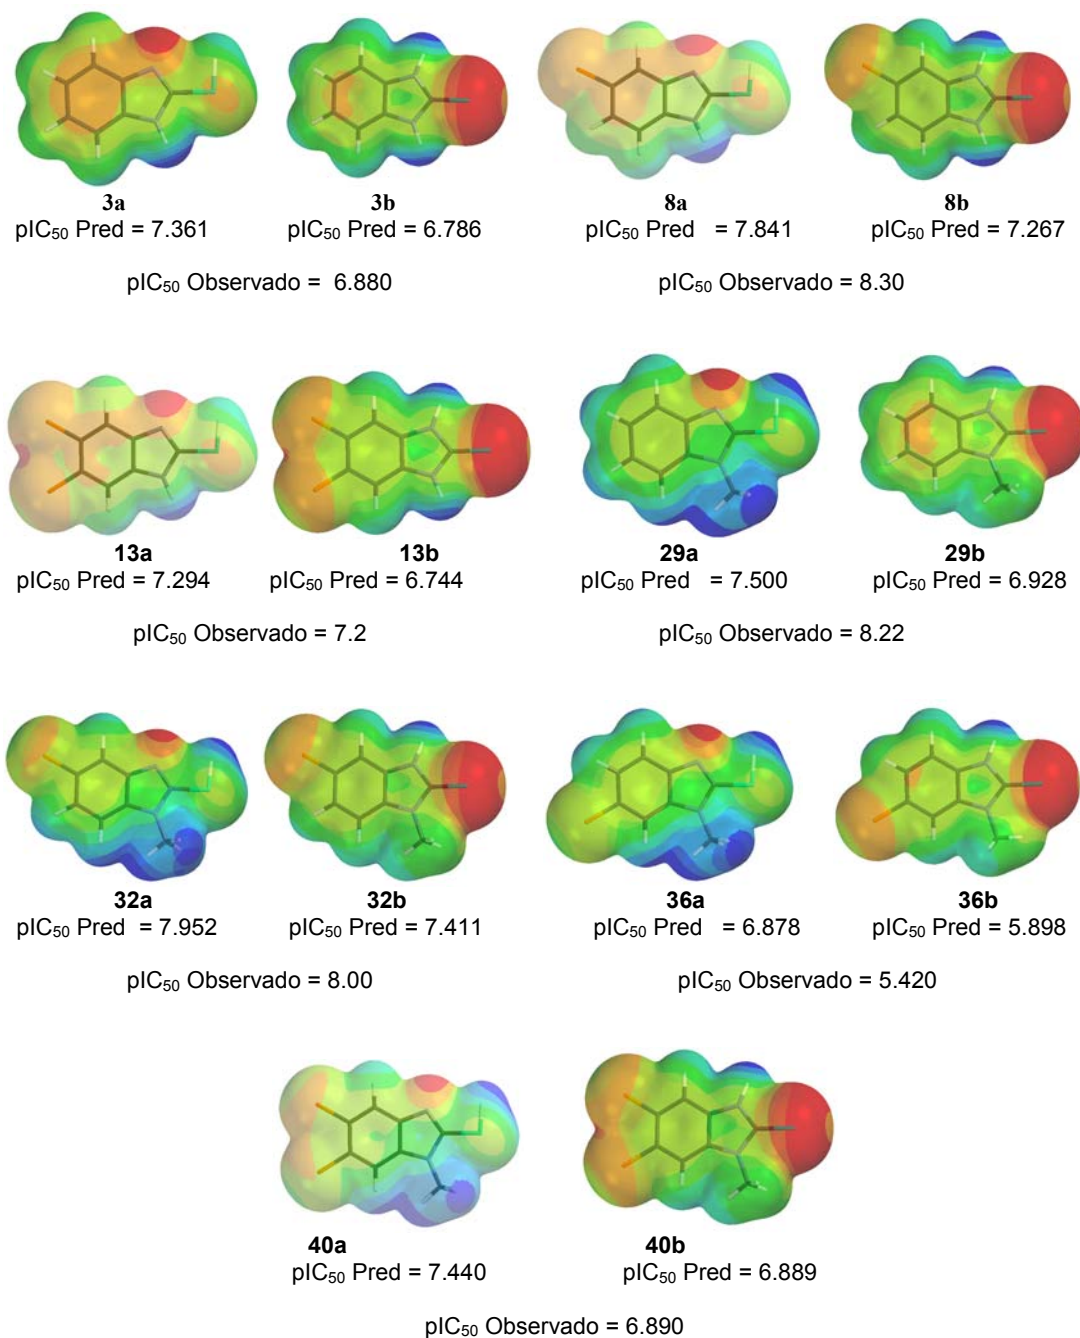 3a 3b 8a 8b
pIC₅₀ Pred = 7.361 pIC₅₀ Pred = 6.786 pIC₅₀ Pred = 7.841 pIC₅₀ Pred = 7.267
pIC₅₀ Observado = 6.880 pIC₅₀ Observado = 8.30
13a 13b 29a 29b
pIC₅₀ Pred = 7.294 pIC₅₀ Pred = 6.744 pIC₅₀ Pred = 7.500 pIC₅₀ Pred = 6.928
pIC₅₀ Observado = 7.2 pIC₅₀ Observado = 8.22
32a 32b 36a 36b
pIC₅₀ Pred = 7.952 pIC₅₀ Pred = 7.411 pIC₅₀ Pred = 6.878 pIC₅₀ Pred = 5.898
pIC₅₀ Observado = 8.00 pIC₅₀ Observado = 5.420
40a 40b
pIC₅₀ Pred = 7.440 pIC₅₀ Pred = 6.889
pIC₅₀ Observado = 6.890